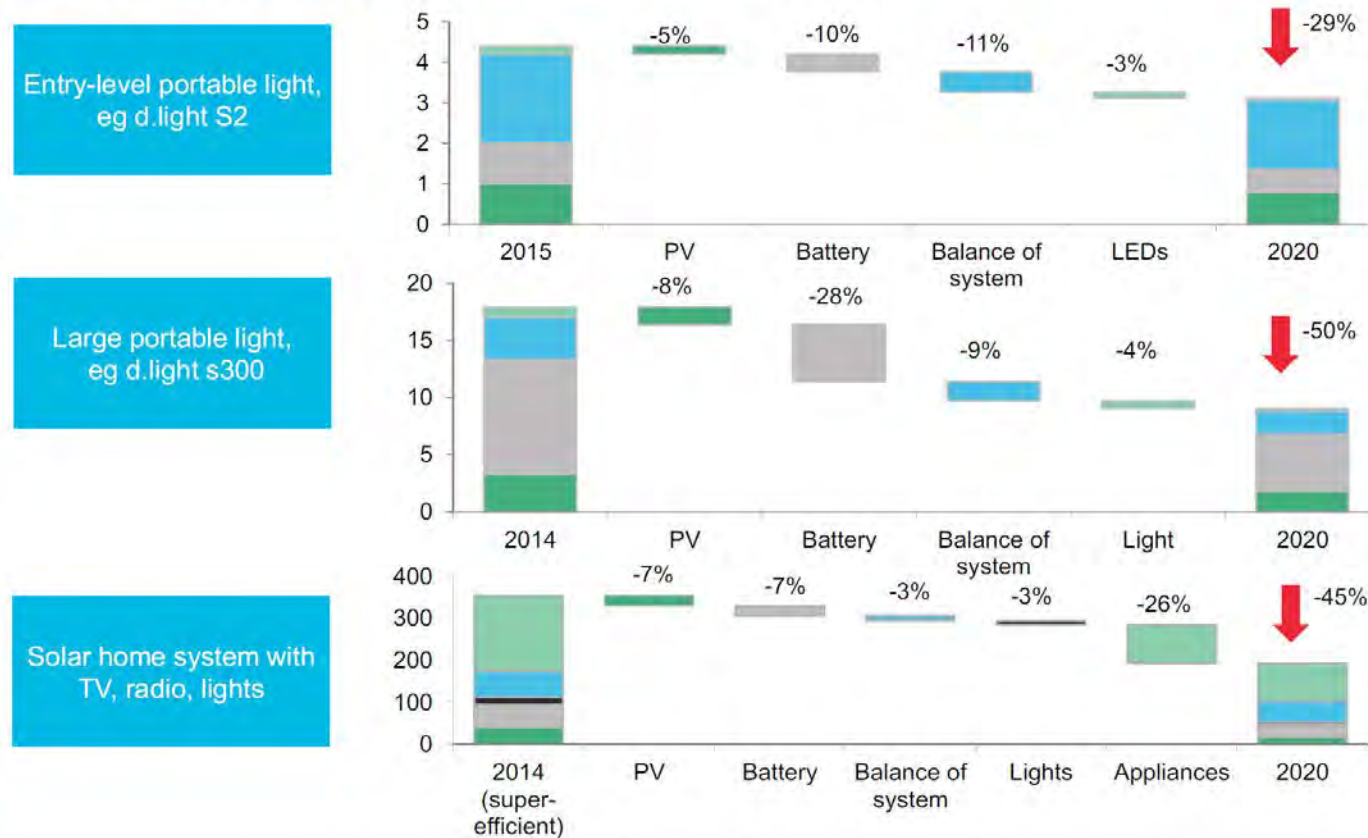 Entry-level portable light,
eg d.light S2
5
4
3
2
1
0
-5%
-10%
-11%
-3%
-29%
2015
PV
Battery
Balance of
system
LEDs
2020
Large portable light,
eg d.light s300
20
15
10
5
0
-8%
-28%
-9%
-4%
-50%
2014
PV
Battery
Balance of
system
Light
2020
Solar home system with
TV, radio, lights
400
300
200
100
0
-7%
-7%
-3%
-3%
-26%
-45%
2014
(super-
efficient)
PV
Battery
Balance of
system
Lights
Appliances
2020